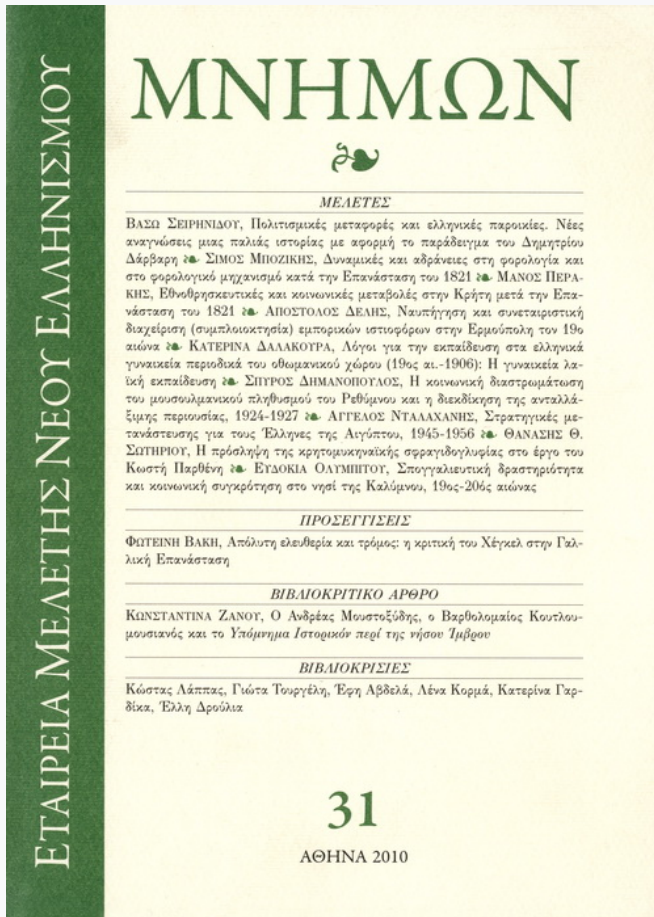 ΕΤΑΙΡΕΙΑ ΜΕΛΕΤΗΣ ΝΕΟΥ ΕΛΛΗΝΙΣΜΟΥ
ΜΝΗΜΩΝ
ΜΕΛΕΤΕΣ
ΒΑΣΩ ΣΕΙΡΗΝΙΔΟΥ, Πολιτισμικές μεταφορές και ελληνικές παροικίες. Νέες
αναγνώσεις μιας παλιάς ιστορίας με αφορμή το παράδειγμα του Δημητρίου
Δάρβαρη ΣΙΜΟΣ ΜΠΟΖΙΚΗΣ, Δυναμικές και αδράνειες στη φορολογία και
στο φορολογικό μηχανισμό κατά την Επανάσταση του 1821 ΜΑΝΟΣ ΠΕΡΑ-
ΚΗΣ, Εθνοθρησκευτικές και κοινωνικές μεταβολές στην Κρήτη μετά την Επα-
νάσταση του 1821 ΑΠΟΣΤΟΛΟΣ ΔΕΛΗΣ, Ναυπήγηση και συνεταιριστική
διαχείριση (συμπλοιοκτησία) εμπορικών ιστιοφόρων στην Ερμούπολη τον 19ο
αιώνα ΚΑΤΕΡΙΝΑ ΔΑΛΑΚΟΥΡΑ, Λόγοι για την εκπαίδευση στα ελληνικά
γυναικεία περιοδικά του οθωμανικού χώρου (19ος αι.-1906): Η γυναικεία λα-
ϊκή εκπαίδευση ΣΠΥΡΟΣ ΔΗΜΑΝΟΠΟΥΛΟΣ, Η κοινωνική διαστρωμάτωση
του μουσουλμανικού πληθυσμού του Ρεθύμνου και η διεκδίκηση της ανταλλά-
ξιμης περιουσίας, 1924-1927 ΑΓΓΕΛΟΣ ΝΤΑΛΑΧΑΝΗΣ, Στρατηγικές με-
τανάστευσης για τους Έλληνες της Αιγύπτου, 1945-1956 ΘΑΝΑΣΗΣ Θ.
ΣΩΤΗΡΙΟΥ, Η πρόσληψη της κρητομυκηναϊκής σφραγιδογλυφίας στο έργο του
Κωστή Παρθένη ΕΥΔΟΚΙΑ ΟΛΥΜΠΙΤΟΥ, Σπογγαλιευτική δραστηριότητα
και κοινωνική συγκρότηση στο νησί της Καλύμνου, 19ος-20ός αιώνας
ΠΡΟΣΕΓΓΙΣΕΙΣ
ΦΩΤΕΙΝΗ ΒΑΚΗ, Απόλυτη ελευθερία και τρόμος: η κριτική του Χέγκελ στην Γαλ-
λική Επανάσταση
ΒΙΒΛΙΟΚΡΙΤΙΚΟ ΑΡΘΡΟ
ΚΩΝΣΤΑΝΤΙΝΑ ΖΑΝΟΥ, Ο Ανδρέας Μουστοξύδης, ο Βαρθολομαίος Κουτλου-
μουσιανός και το Υπόμνημα Ιστορικόν περί της νήσου Ίμβρου
ΒΙΒΛΙΟΚΡΙΣΙΕΣ
Κώστας Λάππας, Γιώτα Τουργέλη, Έφη Αβδελά, Λένα Κορμά, Κατερίνα Γαρ-
δίκα, Έλλη Δρούλια
31
ΑΘΗΝΑ 2010